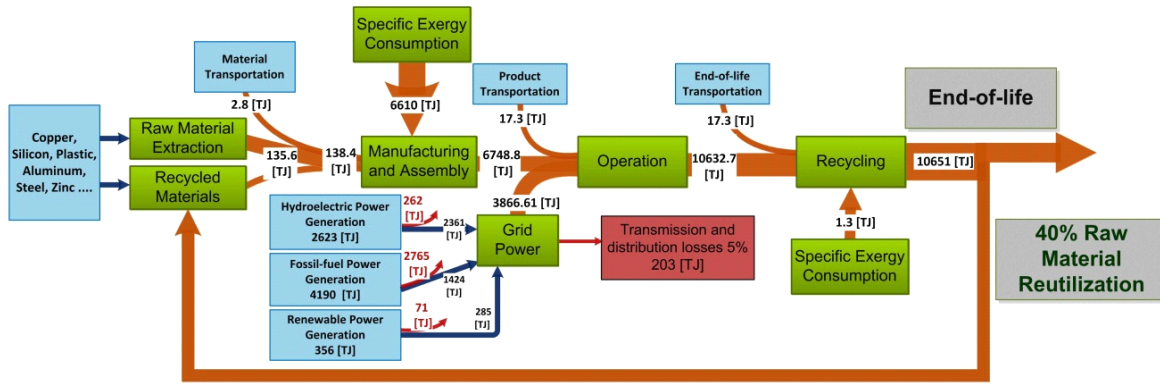 Specific Exergy
Consumption
Material
Transportation
2.8 [TJ]
Product
Transportation
17.3 [TJ]
End-of-life
Transportation
17.3 [TJ]
End-of-life
6610 [TJ]
Copper,
Silicon, Plastic,
Aluminum,
Steel, Zinc ....
Raw Material
Extraction
Recycled
Materials
135.6
[TJ]
138.4
[TJ]
Manufacturing
and Assembly
6748.8
[TJ]
Operation
10632.7
[TJ]
Recycling
10651 [TJ]
3866.61 [TJ]
Hydroelectric Power
Generation
2623 [TJ]
262
[TJ]
2361
[TJ]
Grid
Power
Transmission and
distribution losses 5%
203 [TJ]
1.3 [TJ]
Specific Exergy
Consumption
40% Raw
Material
Reutilization
Fossil-fuel Power
Generation
4190 [TJ]
2765
[TJ]
1424
[TJ]
Renewable Power
Generation
356 [TJ]
71
[TJ]
285
[TJ]